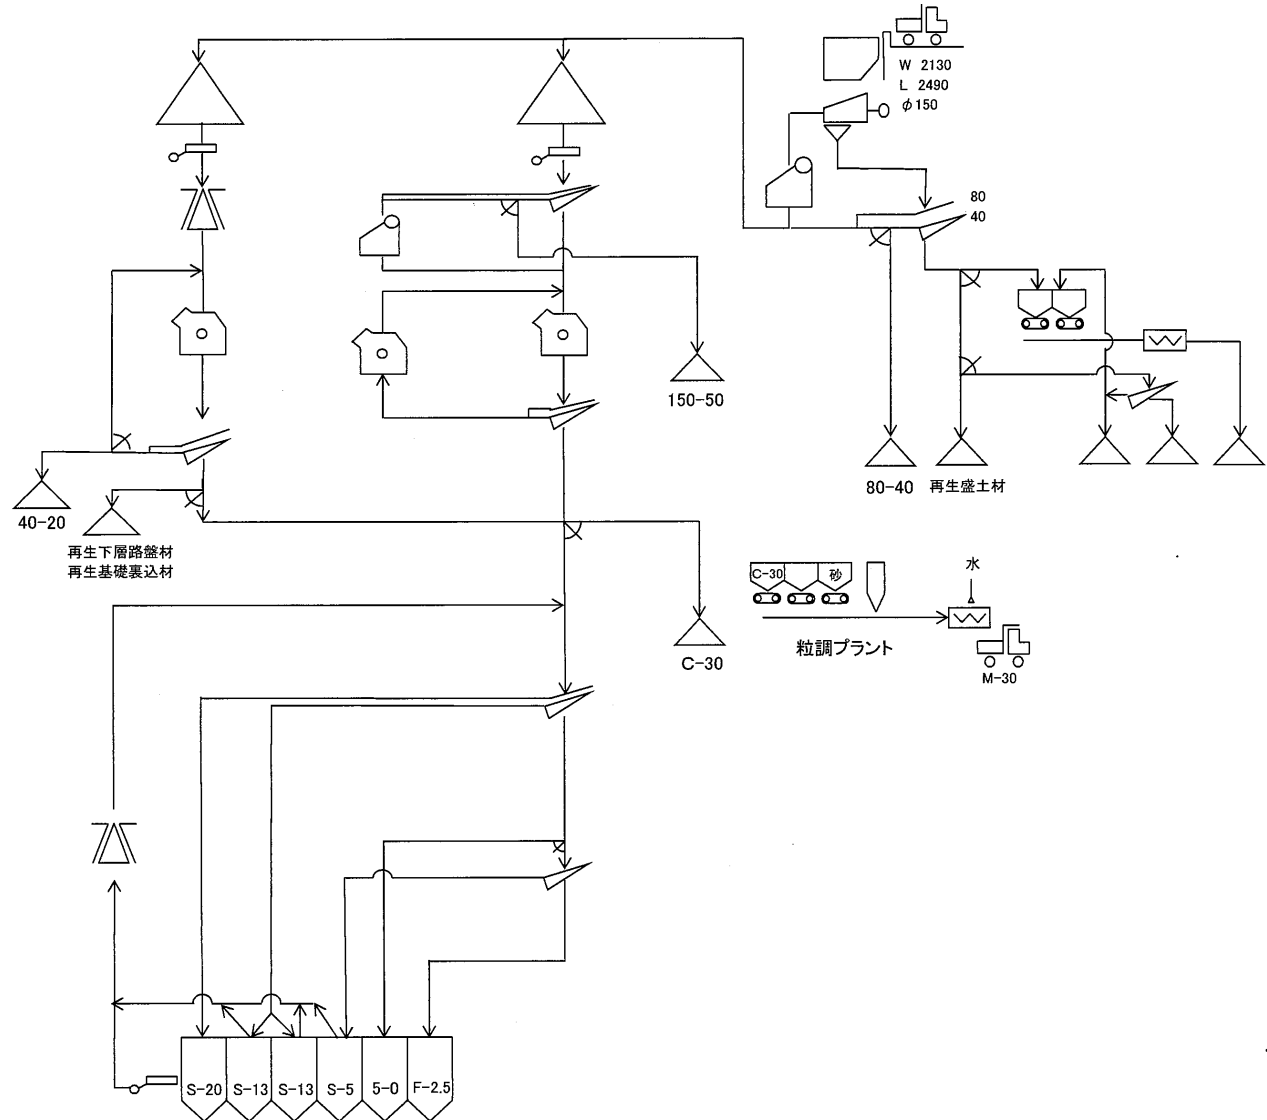 W 2130
L 2490
φ150
80
40
150-50
80-40
再生盛土材
40-20
再生下層路盤材
再生基礎裏込材
C-30
砂
水
粒調プラント
C-30
M-30
S-20
S-13
S-13
S-5
5-0
F-2.5